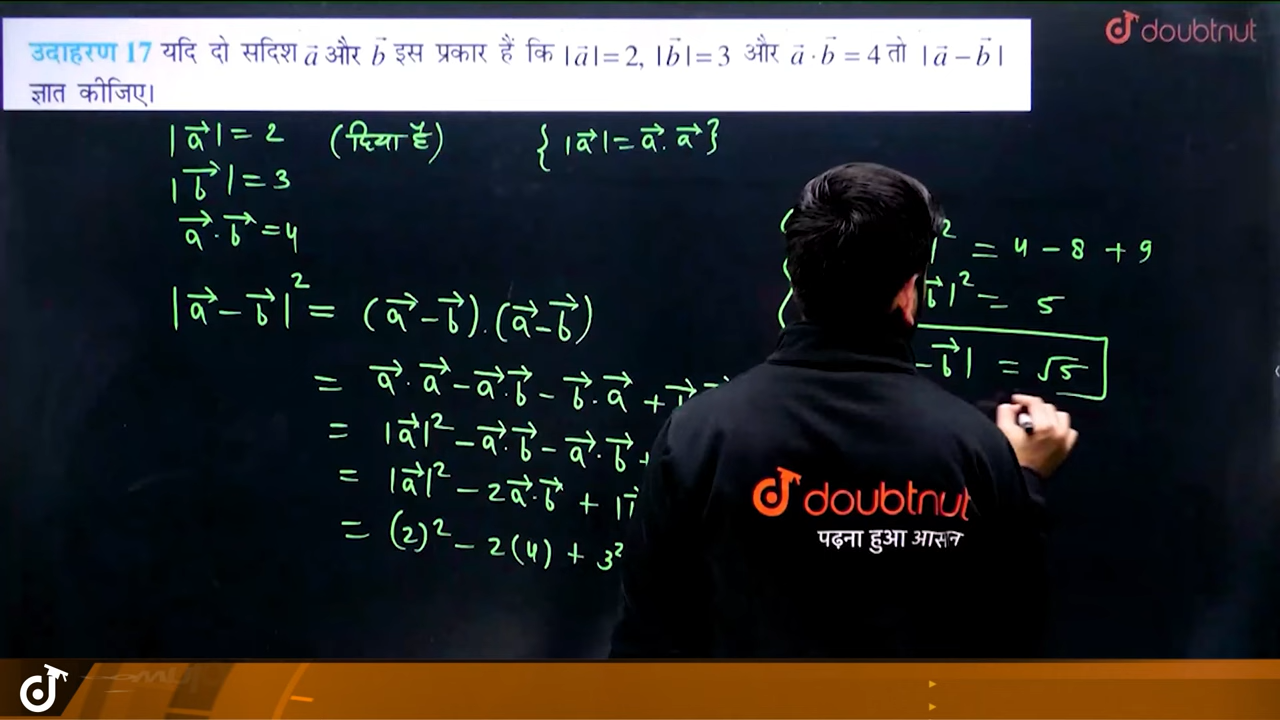 उदाहरण 17 यदि दो सदिश a⃗ और b⃗ इस प्रकार हैं कि |a⃗|=2, |b⃗|=3 और a⃗·b⃗=4 तो |a⃗−b⃗|
ज्ञात कीजिए।
doubtnut
|a⃗| = 2 (दिया है) {|a⃗| = a⃗. a⃗}
|b⃗| = 3
a⃗.b⃗ = 4
|a⃗−b⃗|² = (a⃗−b⃗).(a⃗−b⃗)
= a⃗.a⃗ − a⃗.b⃗ − b⃗.a⃗ +
= |a⃗|² − a⃗.b⃗ − a⃗.b⃗ +
= |a⃗|² − 2a⃗.b⃗ + |
= (2)² − 2(4) + 3²
|² = 4 − 8 + 9
b⃗|² = 5
−b⃗| = √5
doubtnut
पढ़ना हुआ आसान